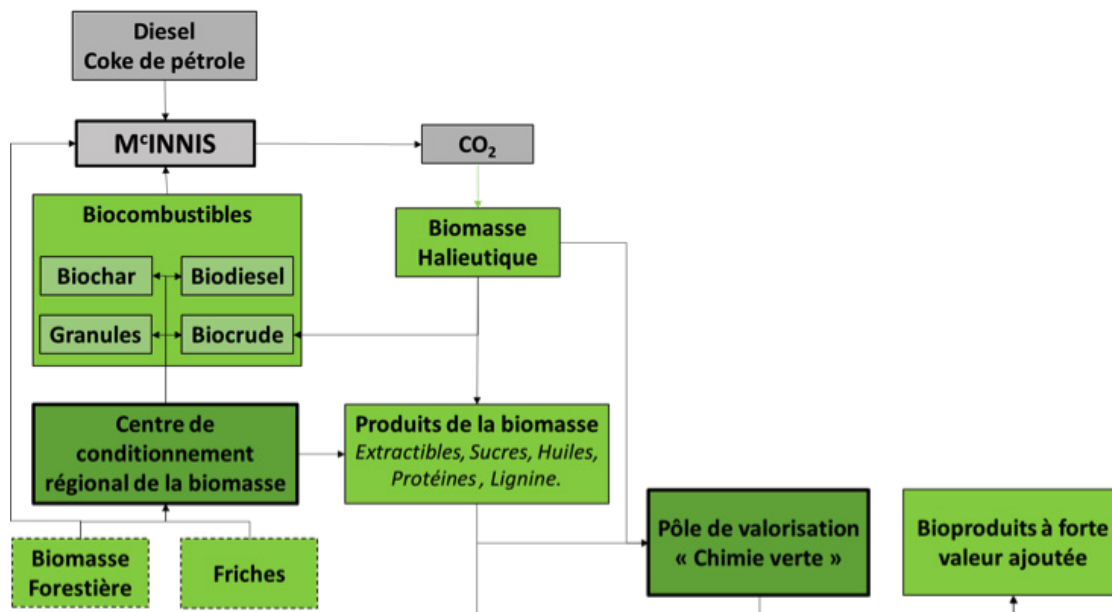 Diesel
Coke de pétrole
MᶜINNIS
CO₂
Biocombustibles
Biochar
Biodiesel
Granules
Biocrude
Biomasse
Halieutique
Centre de
conditionnement
régional de la biomasse
Produits de la biomasse
Extractibles, Sucres, Huiles,
Protéines , Lignine.
Biomasse
Forestière
Friches
Pôle de valorisation
« Chimie verte »
Bioproduits à forte
valeur ajoutée